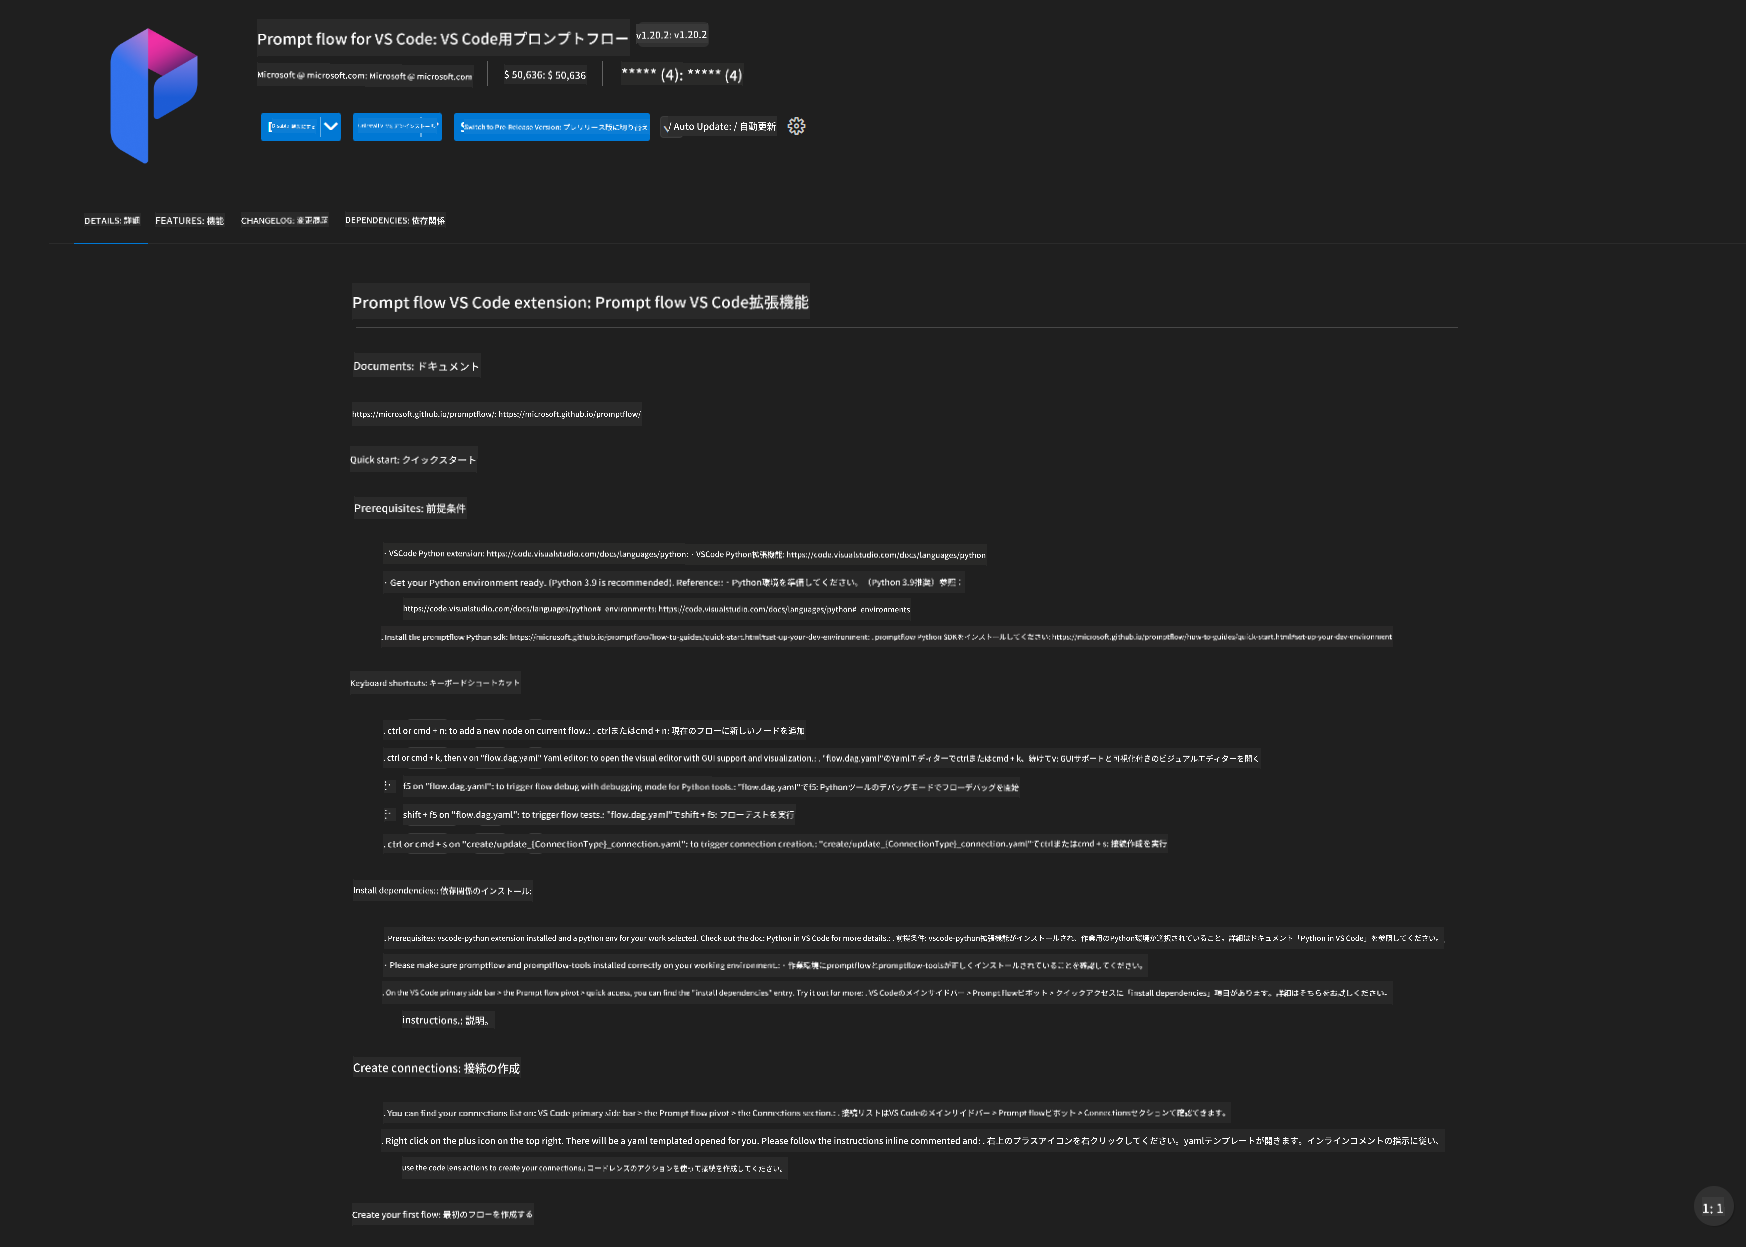 Prompt flow for VS Code: VS Code用プロンプトフロー v1.20.2: v1.20.2
Microsoft @ microsoft.com: Microsoft @ microsoft.com $ 50,636: $ 50,636 ***** (4): ***** (4)
Switch to Pre-Release Version: プレリリース版に切り替え √/ Auto Update: / 自動更新
DETAILS: 詳細 FEATURES: 機能 CHANGELOG: 変更履歴 DEPENDENCIES: 依存関係
Prompt flow VS Code extension: Prompt flow VS Code拡張機能
Documents: ドキュメント
https://microsoft.github.io/promptflow/: https://microsoft.github.io/promptflow/
Quick start: クイックスタート
Prerequisites: 前提条件
· VSCode Python extension: https://code.visualstudio.com/docs/languages/python: · VSCode Python拡張機能: https://code.visualstudio.com/docs/languages/python
· Get your Python environment ready. (Python 3.9 is recommended). Reference:: · Python環境を準備してください。（Python 3.9推奨）参照：
https://code.visualstudio.com/docs/languages/python#_environments: https://code.visualstudio.com/docs/languages/python#_environments
. Install the promptflow Python sdk: https://microsoft.github.io/promptflow/how-to-guides/quick-start.html#set-up-your-dev-environment: . promptflow Python SDKをインストールしてください: https://microsoft.github.io/promptflow/how-to-guides/quick-start.html#set-up-your-dev-environment
Keyboard shortcuts: キーボードショートカット
. ctrl or cmd + n: to add a new node on current flow.: . ctrlまたはcmd + n: 現在のフローに新しいノードを追加
. ctrl or cmd + k, then v on "flow.dag.yaml" Yaml editor: to open the visual editor with GUI support and visualization.: . "flow.dag.yaml"のYamlエディターでctrlまたはcmd + k、続けてv: GUIサポートと可視化付きのビジュアルエディターを開く
f5 on "flow.dag.yaml": to trigger flow debug with debugging mode for Python tools.: "flow.dag.yaml"でf5: Pythonツールのデバッグモードでフローデバッグを開始
shift + f5 on "flow.dag.yaml": to trigger flow tests.: "flow.dag.yaml"でshift + f5: フローテストを実行
. ctrl or cmd + s on "create/update_{ConnectionType}_connection.yaml": to trigger connection creation.: "create/update_{ConnectionType}_connection.yaml"でctrlまたはcmd + s: 接続作成を実行
Install dependencies:: 依存関係のインストール:
. Prerequisites: vscode-python extension installed and a python env for your work selected. Check out the doc: Python in VS Code for more details.: . 前提条件: vscode-python拡張機能がインストールされ、作業用のPython環境が選択されていること。詳細はドキュメント「Python in VS Code」を参照してください。
· Please make sure promptflow and promptflow-tools installed correctly on your working environment.: · 作業環境にpromptflowとpromptflow-toolsが正しくインストールされていることを確認してください。
. On the VS Code primary side bar > the Prompt flow pivot > quick access, you can find the "install dependencies" entry. Try it out for more: . VS Codeのメインサイドバー > Prompt flowピボット > クイックアクセスに「install dependencies」項目があります。詳細はそちらをお試しください。
instructions.: 説明。
Create connections: 接続の作成
. You can find your connections list on: VS Code primary side bar > the Prompt flow pivot > the Connections section.: . 接続リストはVS Codeのメインサイドバー > Prompt flowピボット > Connectionsセクションで確認できます。
. Right click on the plus icon on the top right. There will be a yaml templated opened for you. Please follow the instructions inline commented and: . 右上のプラスアイコンを右クリックしてください。yamlテンプレートが開きます。インラインコメントの指示に従い、
use the code lens actions to create your connections.: コードレンズのアクションを使って接続を作成してください。
Create your first flow: 最初のフローを作成する
1: 1